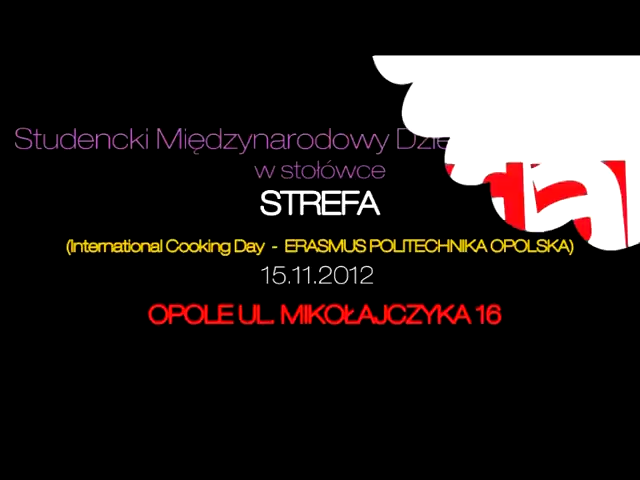 Studencki Międzynarodowy
w stołówce
STREFA
(International Cooking Day - ERASMUS POLITECHNIKA OPOLSKA)
15.11.2012
OPOLE UL. MIKOŁAJCZYKA 16